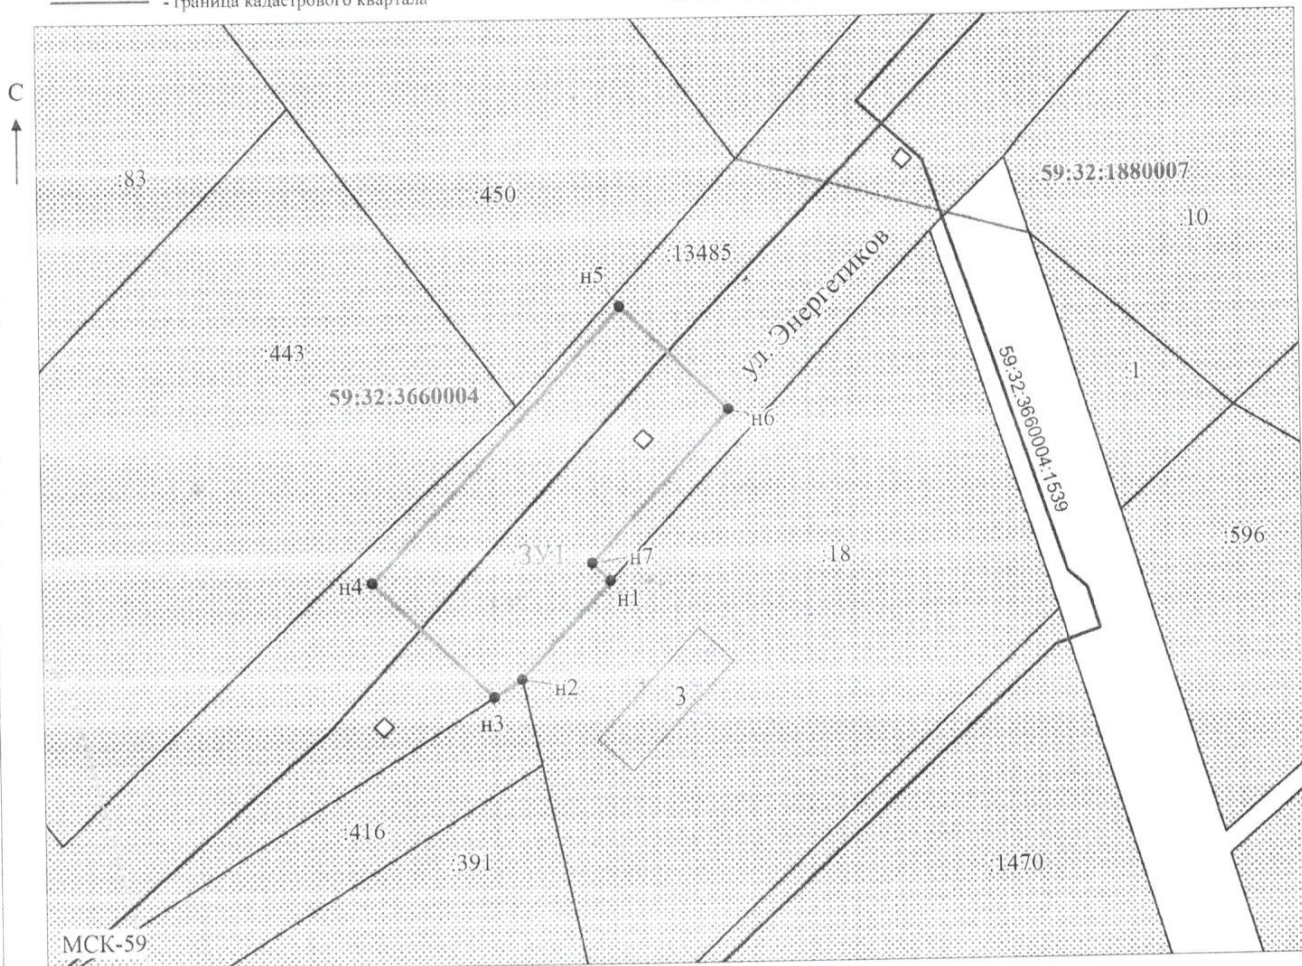 - граница кадастрового квартала
С
:83
:450
59:32:1880007
:10
:13485
н5
ул. Энергетиков
:443
59:32:3660004
:1
н6
59:32:3660004:1539
:596
:ЗУ1
н7
:18
н4
н1
н2
3
н3
:416
:391
:1470
МСК-59